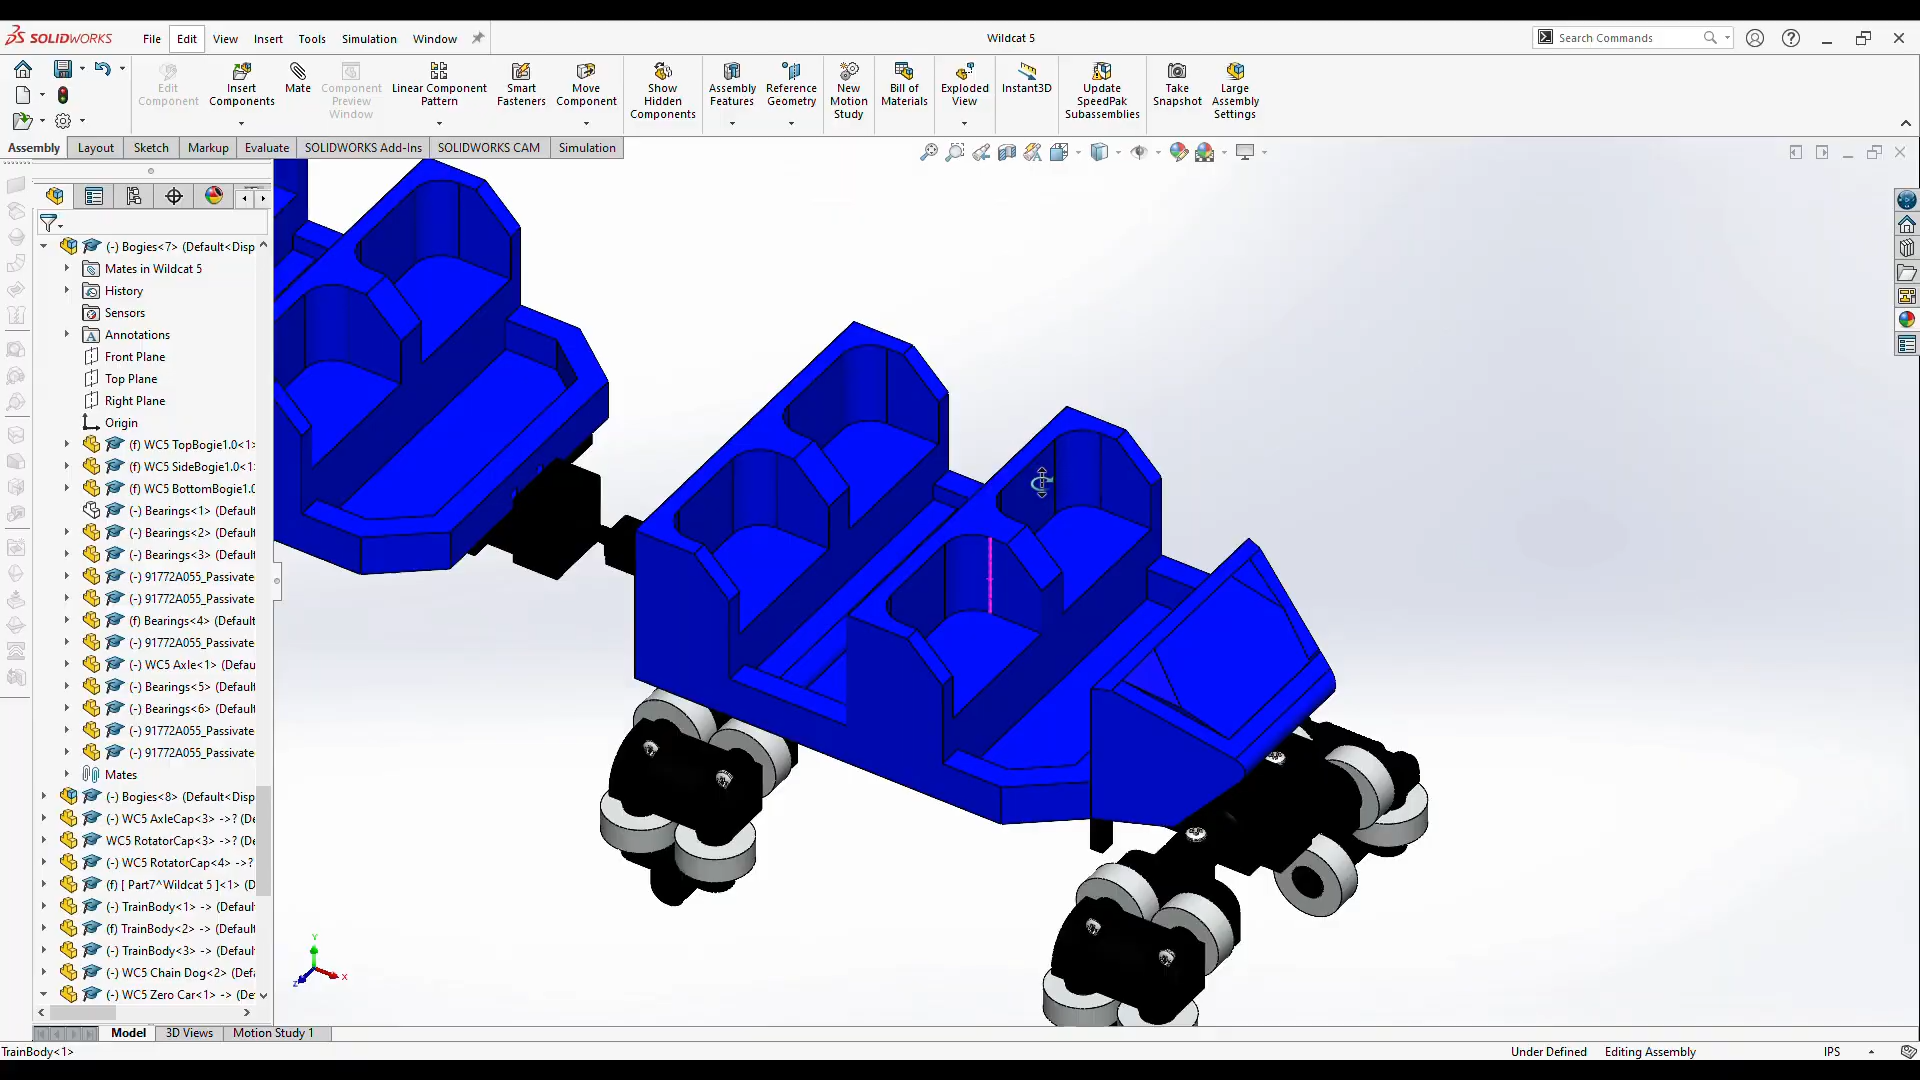 SOLIDWORKS File Edit View Insert Tools Simulation Window
Wildcat 5
Search Commands
Edit Component
Insert Components
Mate
Component Preview Window
Linear Component Pattern
Smart Fasteners
Move Component
Show Hidden Components
Assembly Features
Reference Geometry
New Motion Study
Bill of Materials
Exploded View
Instant3D
Update SpeedPak Subassemblies
Take Snapshot
Large Assembly Settings
Assembly Layout Sketch Markup Evaluate SOLIDWORKS Add-Ins SOLIDWORKS CAM Simulation
(-) Bogies<7> (Default<Disp
Mates in Wildcat 5
History
Sensors
Annotations
Front Plane
Top Plane
Right Plane
Origin
(f) WC5 TopBogie1.0<1>
(f) WC5 SideBogie1.0<1>
(f) WC5 BottomBogie1.0
(-) Bearings<1> (Default
(-) Bearings<2> (Default
(-) Bearings<3> (Default
(-) 91772A055_Passivate
(-) 91772A055_Passivate
(f) Bearings<4> (Default
(-) 91772A055_Passivate
(-) WC5 Axle<1> (Defau
(-) Bearings<5> (Default
(-) Bearings<6> (Default
(-) 91772A055_Passivate
(-) 91772A055_Passivate
Mates
(-) Bogies<8> (Default<Disp
(-) WC5 AxleCap<3> ->? (De
WC5 RotatorCap<3> ->? (De
(-) WC5 RotatorCap<4> ->?
(f) [ Part7^Wildcat 5 ]<1> (D
(-) TrainBody<1> -> (Default
(f) TrainBody<2> -> (Default
(-) TrainBody<3> -> (Default
(-) WC5 Chain Dog<2> (Defa
(-) WC5 Zero Car<1> -> (De
Y
X
Z
Model 3D Views Motion Study 1
TrainBody<1>
Under Defined Editing Assembly IPS